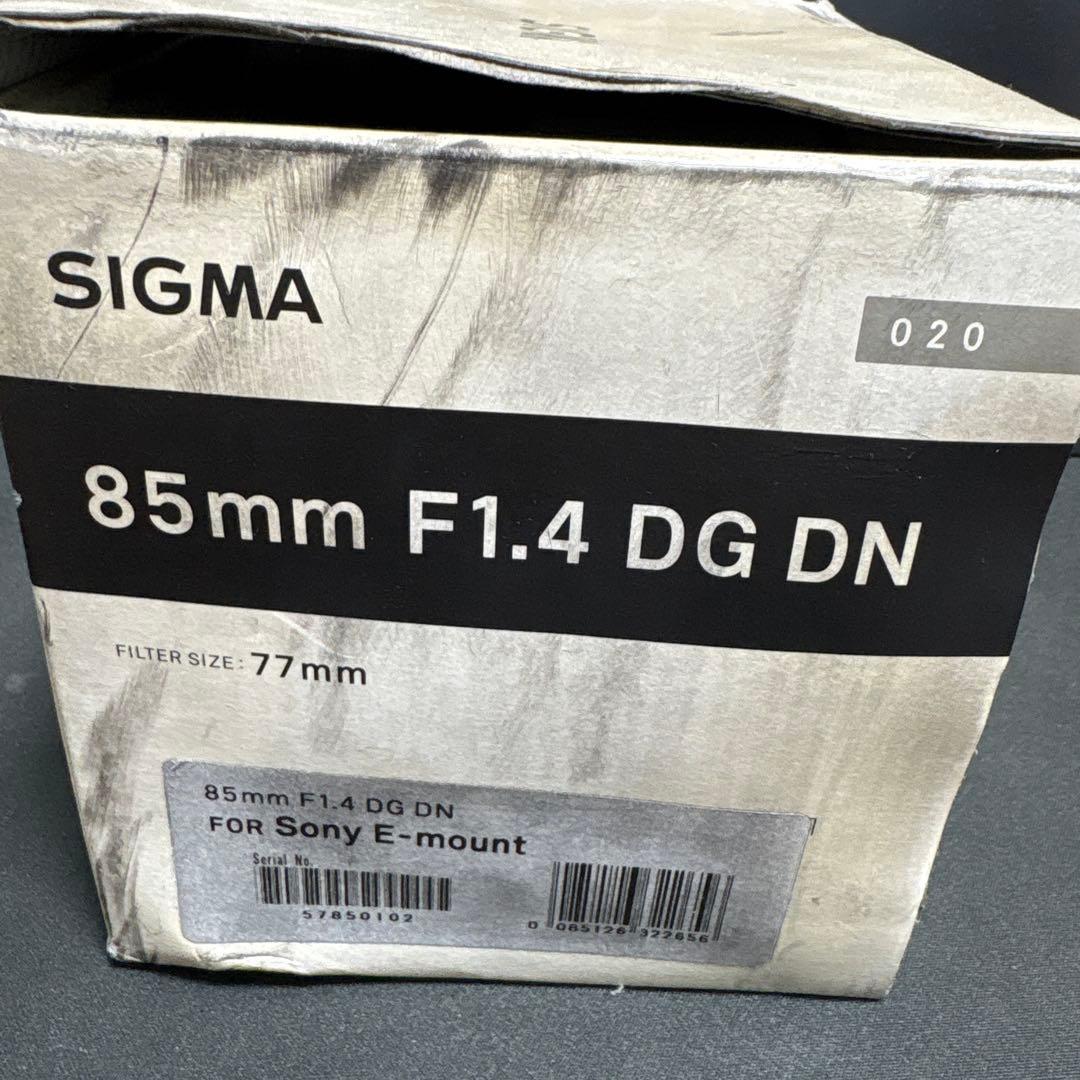 SIGMA
020
85mm F1.4 DG DN
FILTER SIZE: 77mm
85mm F1.4 DG DN
FOR Sony E-mount
Serial No.
57850102
0 085126 322656